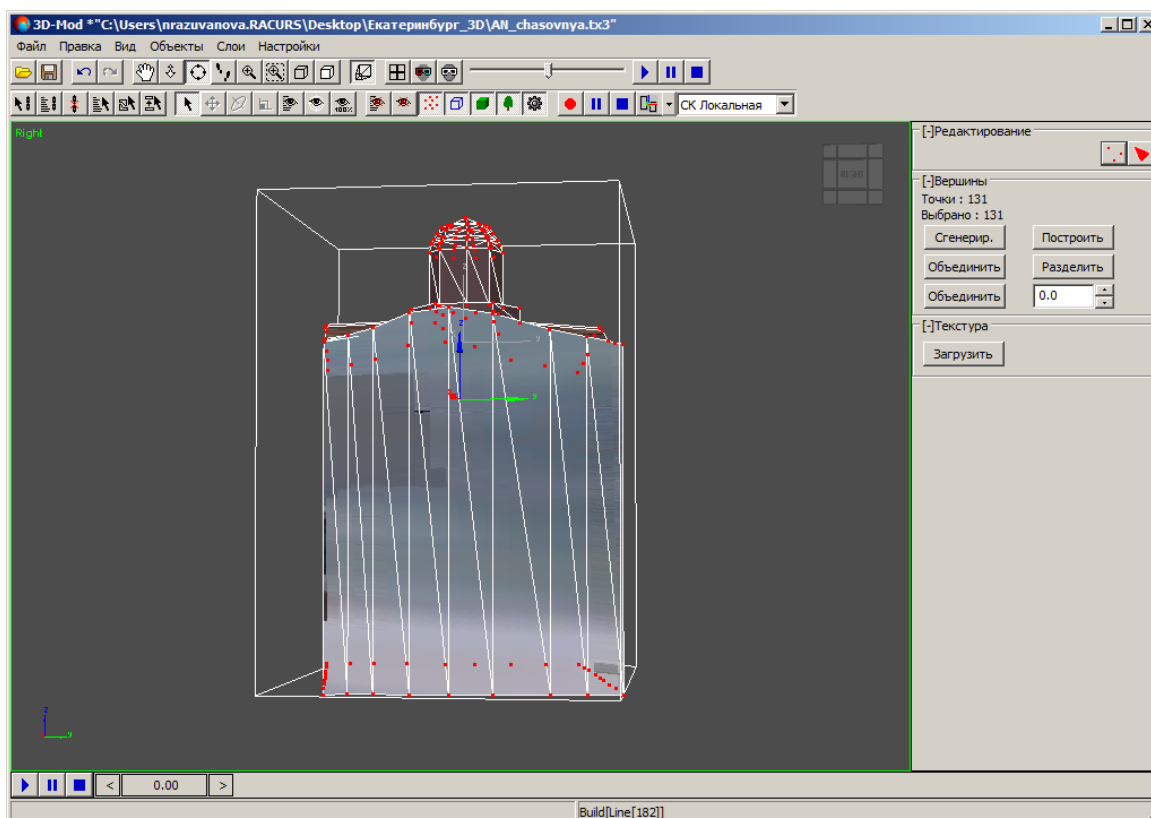 3D-Mod *"C:\Users\nrazuvanova.RACURS\Desktop\Екатеринбург_3D\AN_chasovnya.tx3"
Файл Правка Вид Объекты Слои Настройки
100%
СК Локальная
Right
[-]Редактирование
[-]Вершины
Точки : 131
Выбрано : 131
Сгенерир. Построить
Объединить Разделить
Объединить 0.0
[-]Текстура
Загрузить
z
z
y
y
z
y
< 0.00 >
Build[Line[182]]